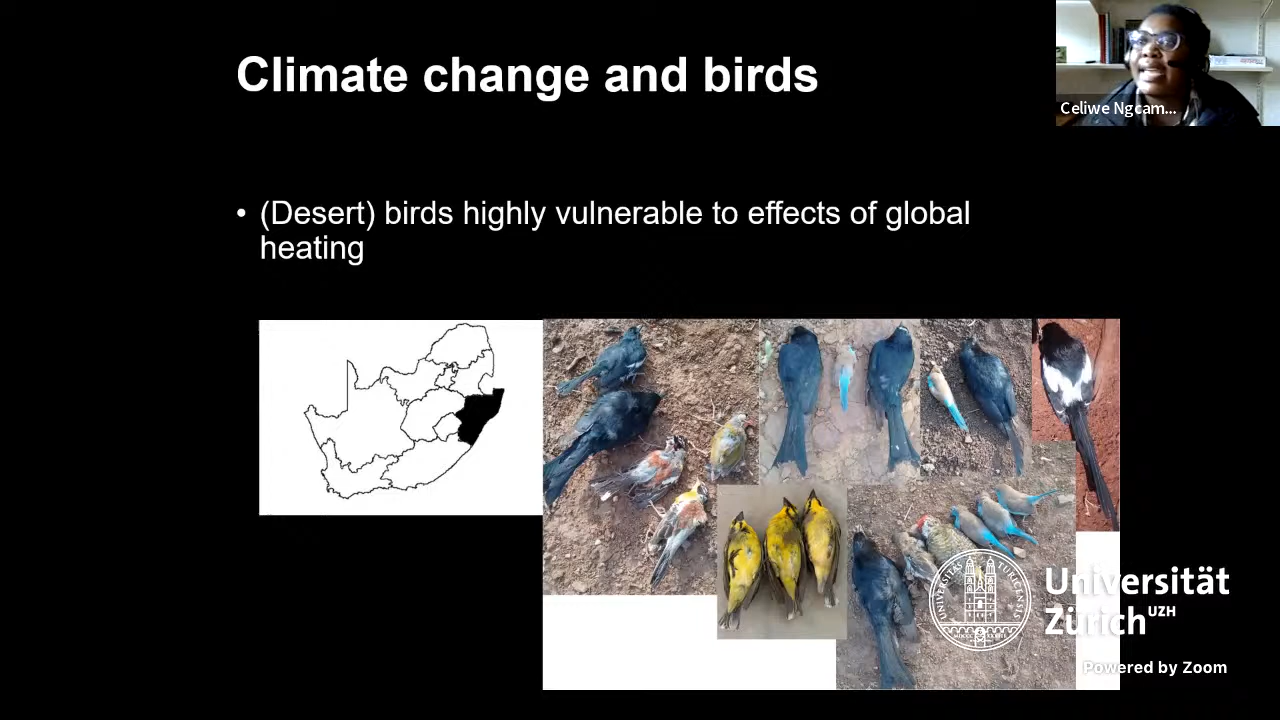 Climate change and birds
Celiwe Ngcam...
• (Desert) birds highly vulnerable to effects of global
heating
Universität
Zürich UZH
Powered by Zoom